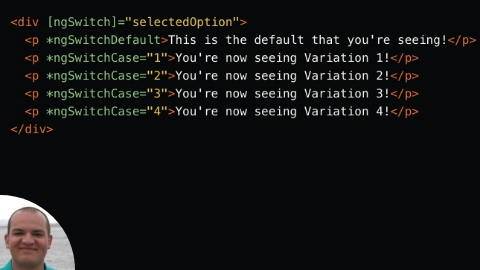 <div [ngSwitch]="selectedOption">
<p *ngSwitchDefault>This is the default that you're seeing!</p>
<p *ngSwitchCase="1">You're now seeing Variation 1!</p>
<p *ngSwitchCase="2">You're now seeing Variation 2!</p>
<p *ngSwitchCase="3">You're now seeing Variation 3!</p>
<p *ngSwitchCase="4">You're now seeing Variation 4!</p>
</div>